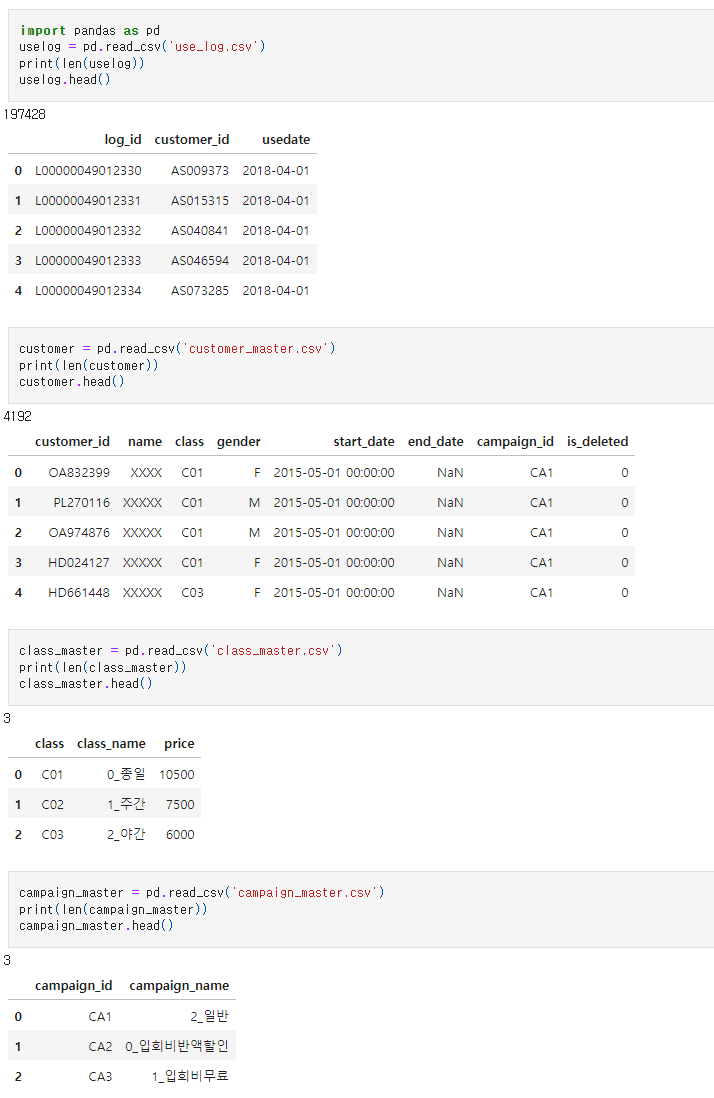 import pandas as pd
uselog = pd.read_csv('use_log.csv')
print(len(uselog))
uselog.head()
197428
log_id customer_id usedate
0 L00000049012330 AS009373 2018-04-01
1 L00000049012331 AS015315 2018-04-01
2 L00000049012332 AS040841 2018-04-01
3 L00000049012333 AS046594 2018-04-01
4 L00000049012334 AS073285 2018-04-01
customer = pd.read_csv('customer_master.csv')
print(len(customer))
customer.head()
4192
customer_id name class gender start_date end_date campaign_id is_deleted
0 OA832399 XXXX C01 F 2015-05-01 00:00:00 NaN CA1 0
1 PL270116 XXXXX C01 M 2015-05-01 00:00:00 NaN CA1 0
2 OA974876 XXXXX C01 M 2015-05-01 00:00:00 NaN CA1 0
3 HD024127 XXXXX C01 F 2015-05-01 00:00:00 NaN CA1 0
4 HD661448 XXXXX C03 F 2015-05-01 00:00:00 NaN CA1 0
class_master = pd.read_csv('class_master.csv')
print(len(class_master))
class_master.head()
3
class class_name price
0 C01 0_종일 10500
1 C02 1_주간 7500
2 C03 2_야간 6000
campaign_master = pd.read_csv('campaign_master.csv')
print(len(campaign_master))
campaign_master.head()
3
campaign_id campaign_name
0 CA1 2_일반
1 CA2 0_입회비반액할인
2 CA3 1_입회비무료